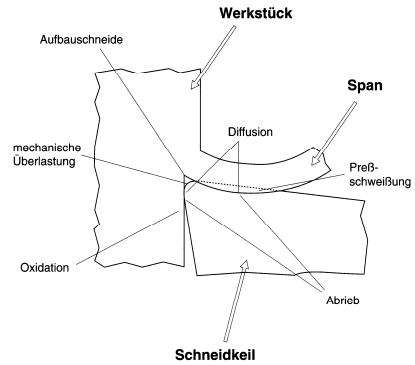 Werkstück
Aufbauschneide
Span
Diffusion
mechanische
Überlastung
Preß-
schweißung
Oxidation
Abrieb
Schneidkeil